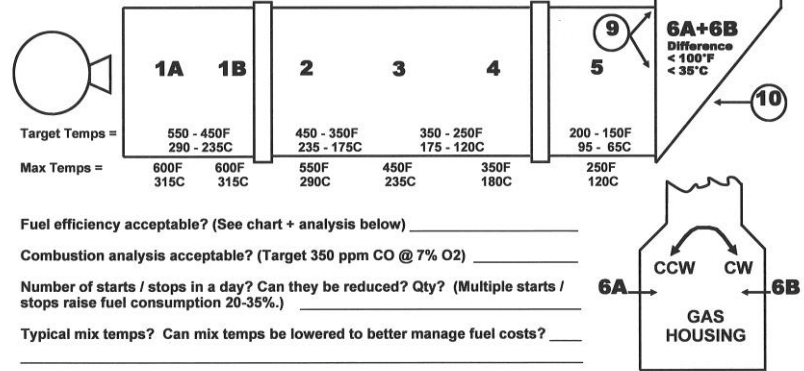 9
6A+6B
Difference
< 100°F
< 35°C
1A 1B 2 3 4 5
10
Target Temps = 550 - 450F 450 - 350F 350 - 250F 200 - 150F
290 - 235C 235 - 175C 175 - 120C 95 - 65C
Max Temps = 600F 600F 550F 450F 350F 250F
315C 315C 290C 235C 180C 120C
Fuel efficiency acceptable? (See chart + analysis below)
Combustion analysis acceptable? (Target 350 ppm CO @ 7% O2)
Number of starts / stops in a day? Can they be reduced? Qty? (Multiple starts /
stops raise fuel consumption 20-35%.)
Typical mix temps? Can mix temps be lowered to better manage fuel costs?
CCW CW
6A 6B
GAS
HOUSING